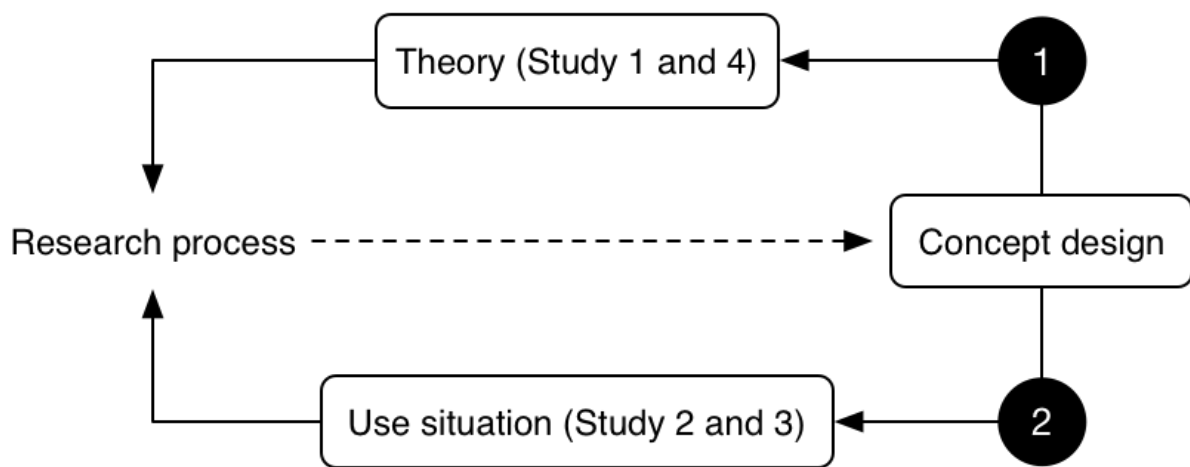 Theory (Study 1 and 4)
1
Research process
Concept design
Use situation (Study 2 and 3)
2